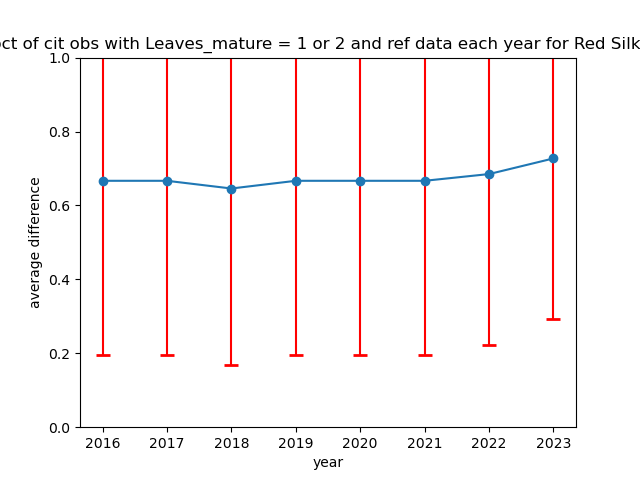 of cit obs with Leaves_mature = 1 or 2 and ref data each year for Red Silk
1.0
0.8
0.6
0.4
0.2
0.0
average difference
2016 2017 2018 2019 2020 2021 2022 2023
year